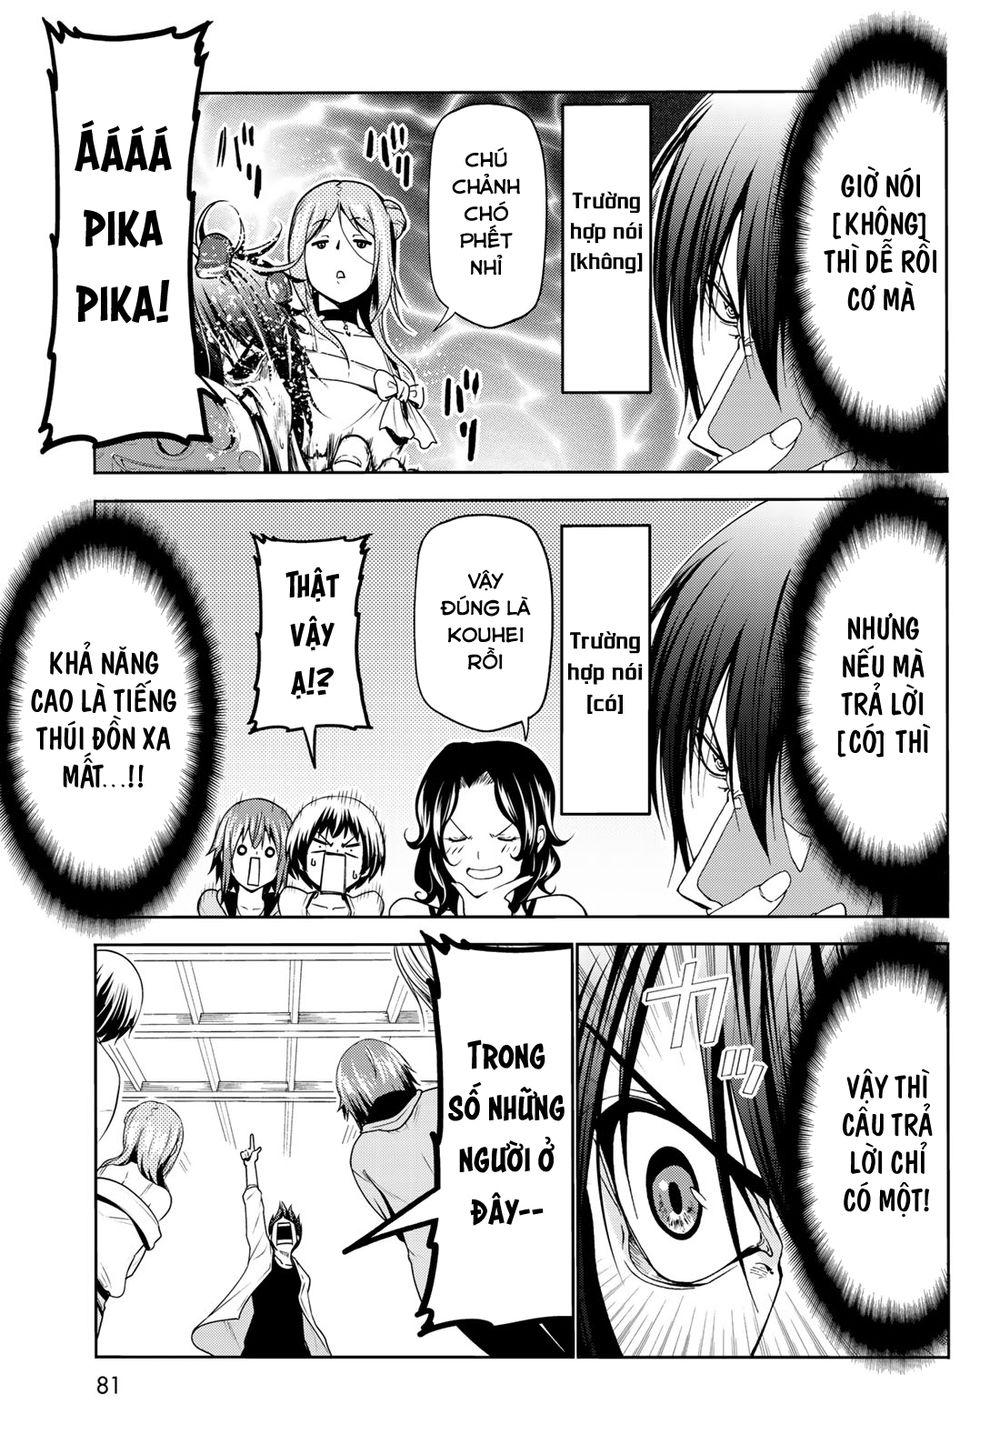 GIỜ NÓI
[KHÔNG]
THÌ DỄ RỒI
CƠ MÀ
Trường
hợp nói
[không]
CHÚ
CHẢNH
CHÓ
PHẾT
NHỈ
ÁÁÁÁ
PIKA
PIKA!
NHƯNG
NẾU MÀ
TRẢ LỜI
[CÓ] THÌ
Trường
hợp nói
[có]
VẬY
ĐÚNG LÀ
KOUHEI
RỒI
THẬT
VẬY
Ạ!?
KHẢ NĂNG
CAO LÀ TIẾNG
THÚI ĐỒN XA
MẤT...!!
VẬY THÌ
CÂU TRẢ
LỜI CHỈ
CÓ MỘT!
カカッ
TRONG
SỐ NHỮNG
NGƯỜI Ở
ĐÂY--
81